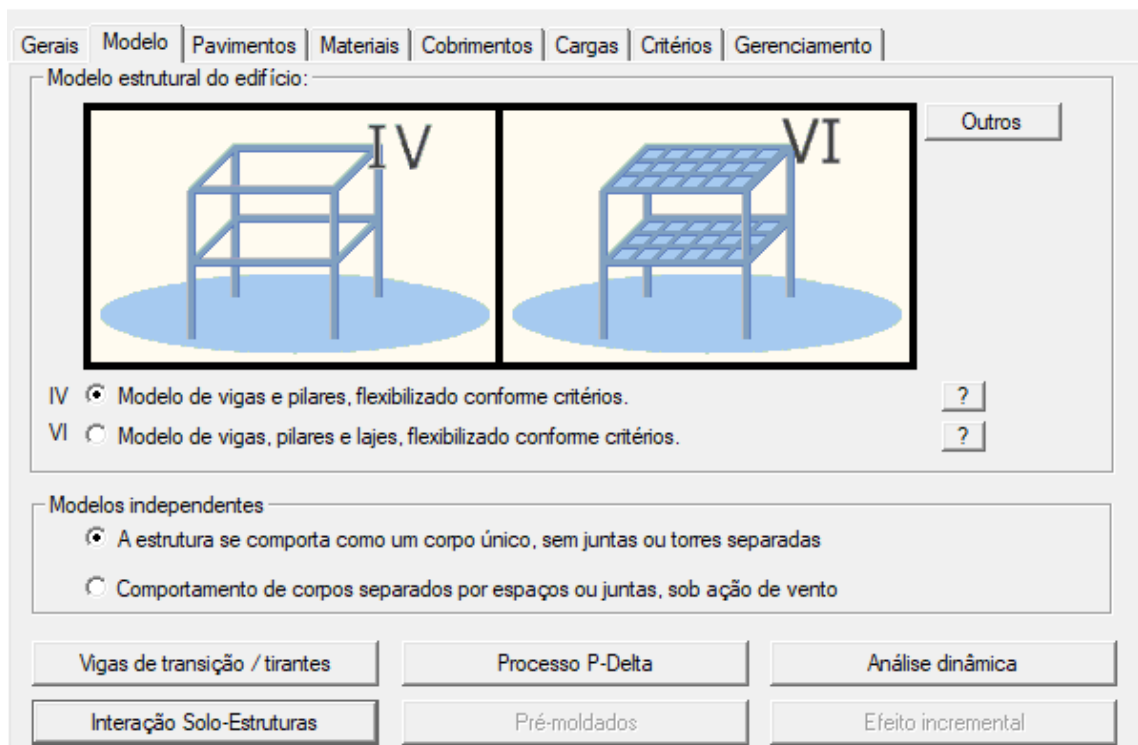 Gerais Modelo Pavimentos Materiais Cobrimentos Cargas Critérios Gerenciamento
Modelo estrutural do edifício:
IV VI Outros
IV Modelo de vigas e pilares, flexibilizado conforme critérios. ?
VI Modelo de vigas, pilares e lajes, flexibilizado conforme critérios. ?
Modelos independentes
A estrutura se comporta como um corpo único, sem juntas ou torres separadas
Comportamento de corpos separados por espaços ou juntas, sob ação de vento
Vigas de transição / tirantes Processo P-Delta Análise dinâmica
Interação Solo-Estruturas Pré-moldados Efeito incremental